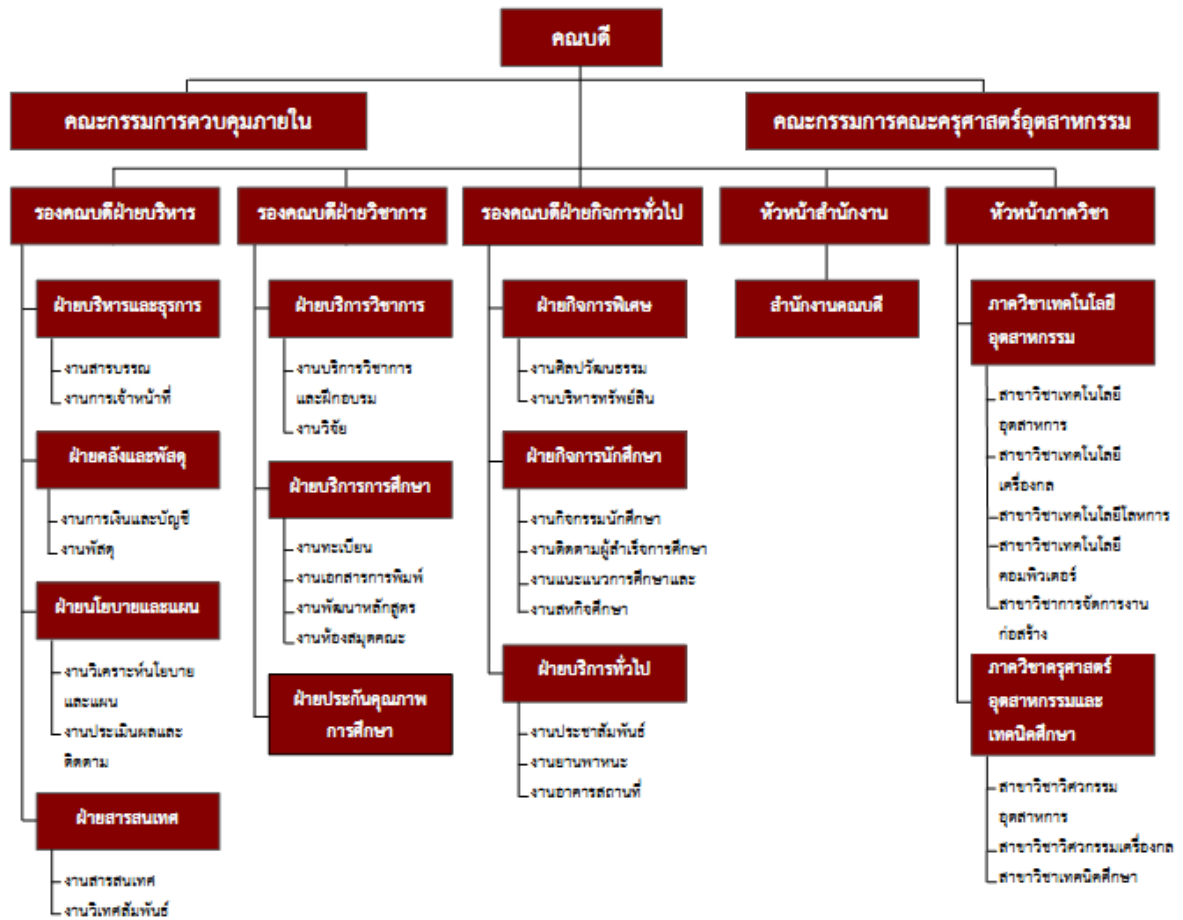 คณบดี
คณะกรรมการควบคุมภายใน
คณะกรรมการคณะครุศาสตร์อุตสาหกรรม
รองคณบดีฝ่ายบริหาร
ฝ่ายบริหารและธุรการ
งานสารบรรณ
งานการเจ้าหน้าที่
ฝ่ายคลังและพัสดุ
งานการเงินและบัญชี
งานพัสดุ
ฝ่ายนโยบายและแผน
งานวิเคราะห์นโยบาย
และแผน
งานประเมินผลและ
ติดตาม
ฝ่ายสารสนเทศ
งานสารสนเทศ
งานวิเทศสัมพันธ์
รองคณบดีฝ่ายวิชาการ
ฝ่ายบริการวิชาการ
งานบริการวิชาการ
และฝึกอบรม
งานวิจัย
ฝ่ายบริการการศึกษา
งานทะเบียน
งานเอกสารการพิมพ์
งานพัฒนาหลักสูตร
งานห้องสมุดคณะ
ฝ่ายประกันคุณภาพ
การศึกษา
รองคณบดีฝ่ายกิจการทั่วไป
ฝ่ายกิจการพิเศษ
งานศิลปวัฒนธรรม
งานบริหารทรัพย์สิน
ฝ่ายกิจการนักศึกษา
งานกิจกรรมนักศึกษา
งานติดตามผู้สำเร็จการศึกษา
งานแนะแนวการศึกษาและ
งานสหกิจศึกษา
ฝ่ายบริการทั่วไป
งานประชาสัมพันธ์
งานยานพาหนะ
งานอาคารสถานที่
หัวหน้าสำนักงาน
สำนักงานคณบดี
หัวหน้าภาควิชา
ภาควิชาเทคโนโลยี
อุตสาหกรรม
สาขาวิชาเทคโนโลยี
อุตสาหการ
สาขาวิชาเทคโนโลยี
เครื่องกล
สาขาวิชาเทคโนโลยีโลหการ
สาขาวิชาเทคโนโลยี
คอมพิวเตอร์
สาขาวิชาการจัดการงาน
ก่อสร้าง
ภาควิชาครุศาสตร์
อุตสาหกรรมและ
เทคนิคศึกษา
สาขาวิชาวิศวกรรม
อุตสาหการ
สาขาวิชาวิศวกรรมเครื่องกล
สาขาวิชาเทคนิคศึกษา